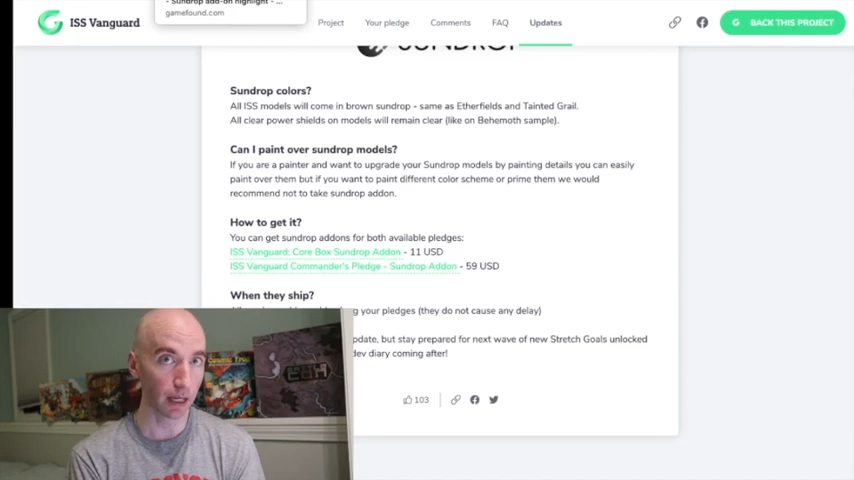 - Sundrop add-on highlight - ...
gamefound.com
ISS Vanguard
Project
Your pledge
Comments
FAQ
Updates
G BACK THIS PROJECT
SUNDROP
Sundrop colors?
All ISS models will come in brown sundrop - same as Etherfields and Tainted Grail.
All clear power shields on models will remain clear (like on Behemoth sample).
Can I paint over sundrop models?
If you are a painter and want to upgrade your Sundrop models by painting details you can easily
paint over them but if you want to paint different color scheme or prime them we would
recommend not to take sundrop addon.
How to get it?
You can get sundrop addons for both available pledges:
ISS Vanguard: Core Box Sundrop Addon - 11 USD
ISS Vanguard Commander's Pledge - Sundrop Addon - 59 USD
When they ship?
your pledges (they do not cause any delay)
pdate, but stay prepared for next wave of new Stretch Goals unlocked
dev diary coming after!
103